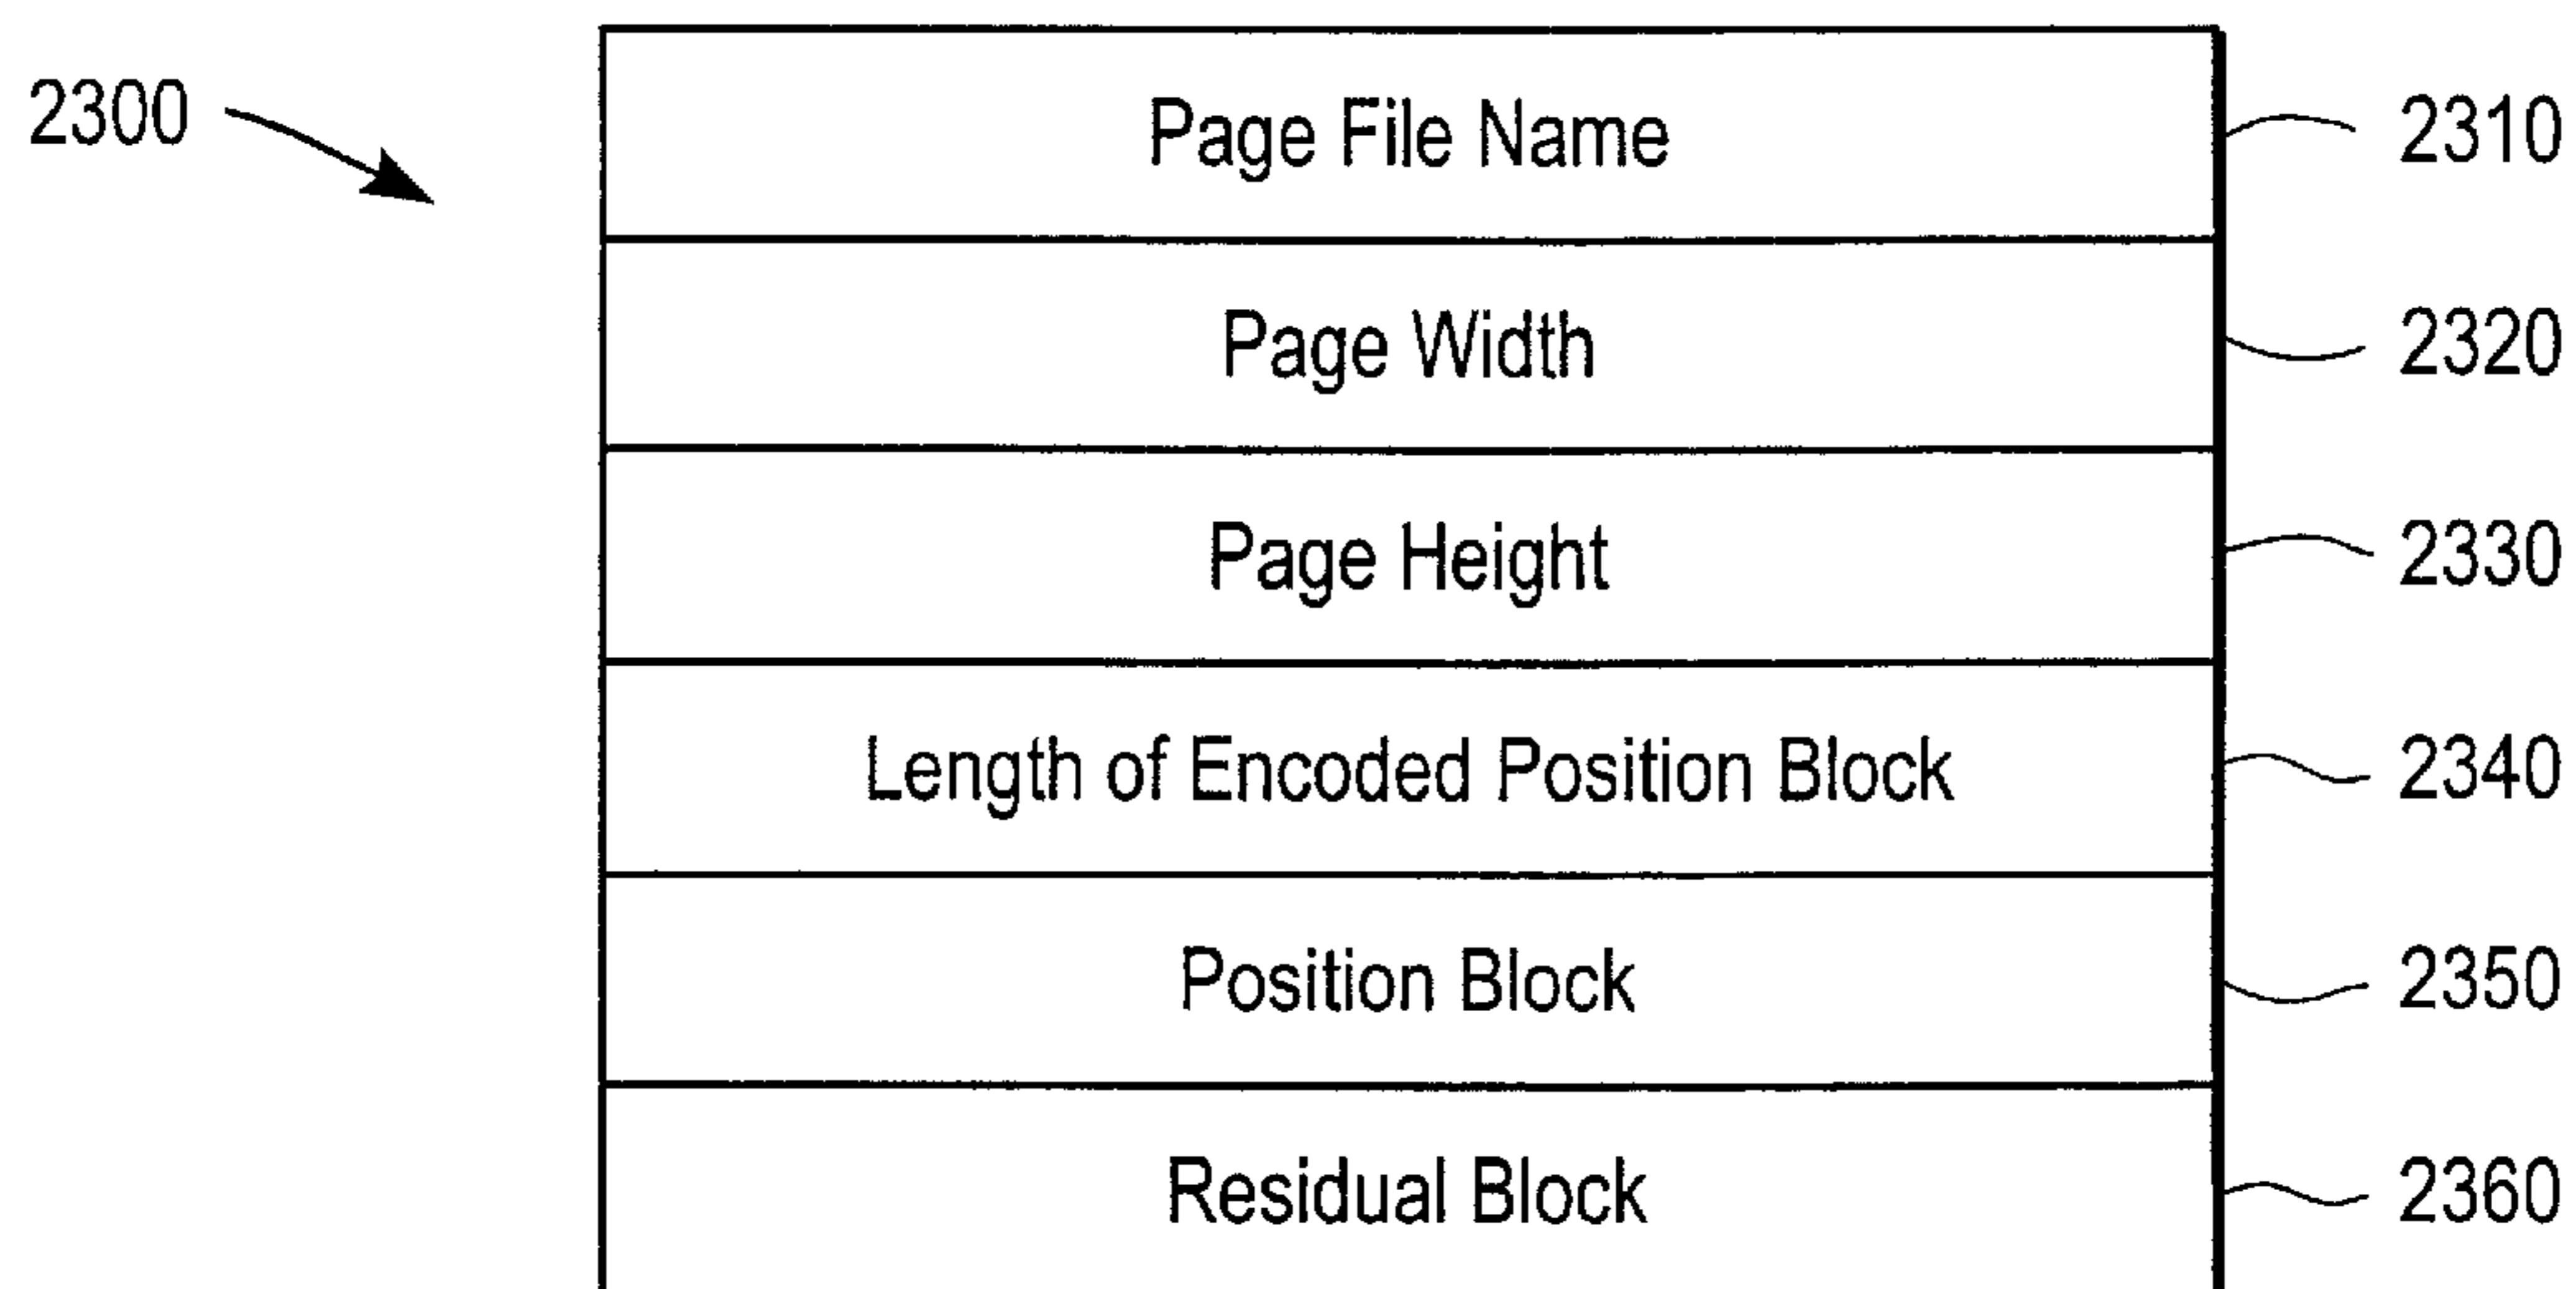 2300
Page File Name 2310
Page Width 2320
Page Height 2330
Length of Encoded Position Block 2340
Position Block 2350
Residual Block 2360